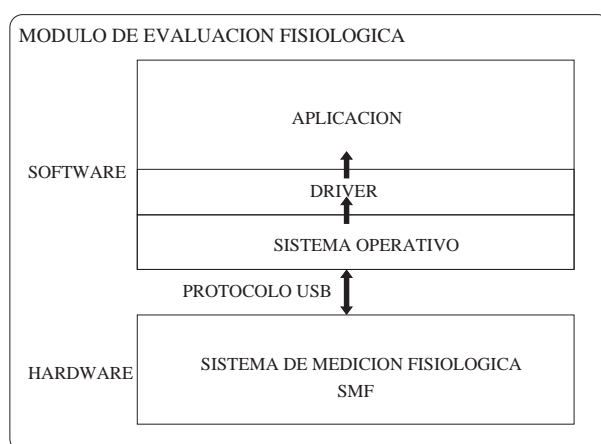 MODULO DE EVALUACION FISIOLOGICA
APLICACION
SOFTWARE
DRIVER
SISTEMA OPERATIVO
PROTOCOLO USB
HARDWARE
SISTEMA DE MEDICION FISIOLOGICA
SMF